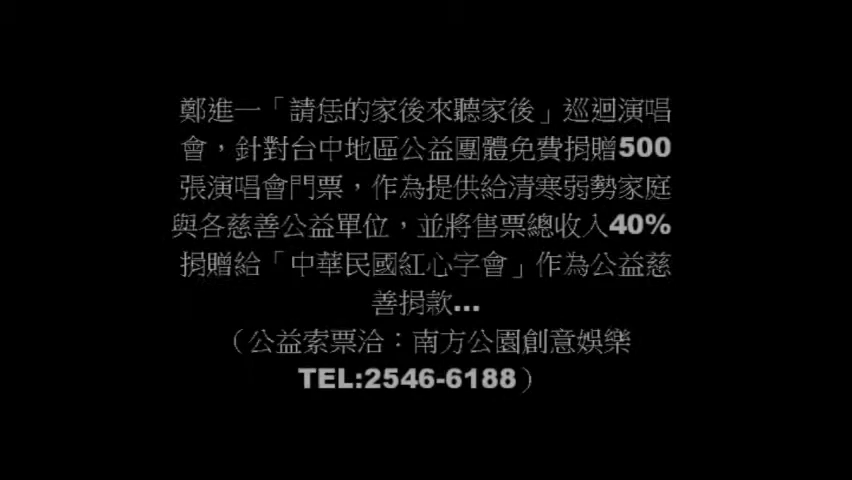 鄭進一「請恁的家後來聽家後」巡迴演唱
會，針對台中地區公益團體免費捐贈500
張演唱會門票，作為提供給清寒弱勢家庭
與各慈善公益單位，並將售票總收入40%
捐贈給「中華民國紅心字會」作為公益慈
善捐款...
（公益索票洽：南方公園創意娛樂
TEL:2546-6188）